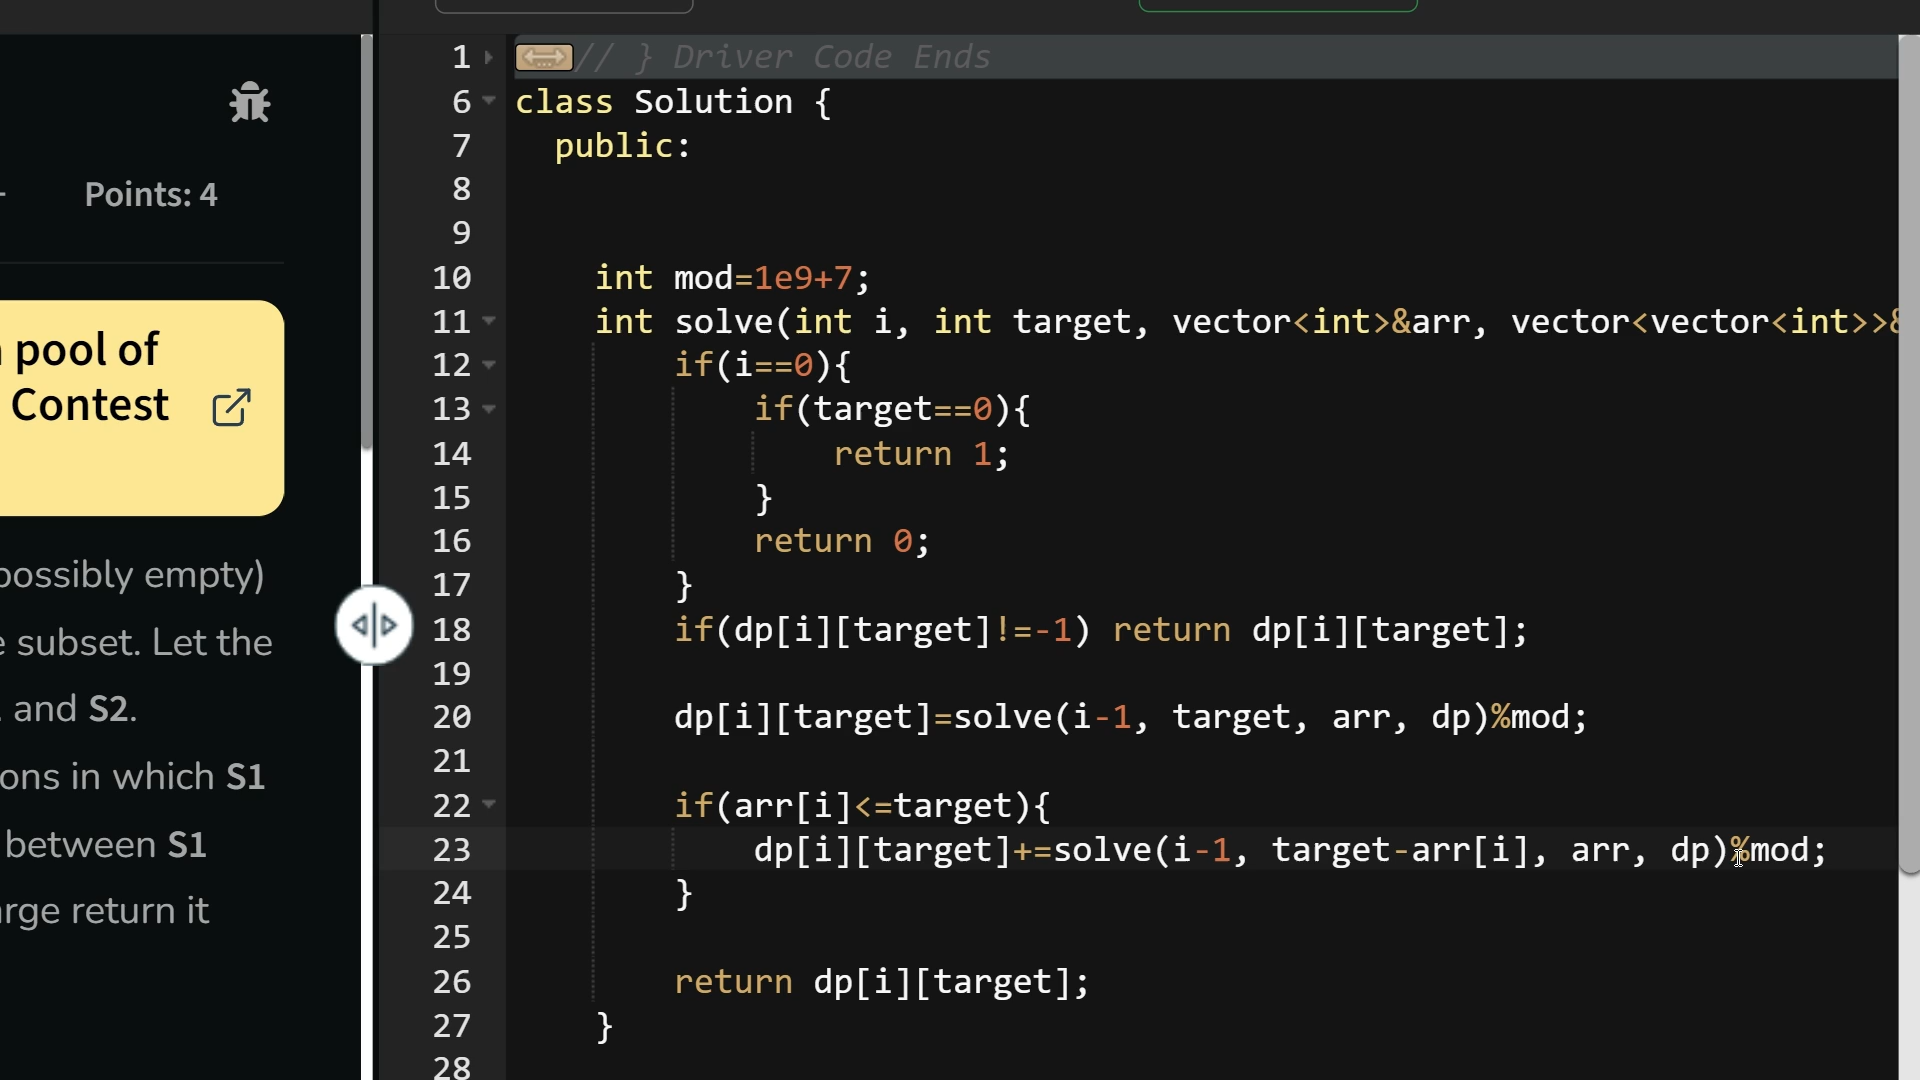 Points: 4
pool of
Contest
possibly empty)
subset. Let the
and S2.
ons in which S1
between S1
return it
1 // } Driver Code Ends
6 class Solution {
7 public:
8
9
10 int mod=1e9+7;
11 int solve(int i, int target, vector<int>&arr, vector<vector<int>>&
12 if(i==0){
13 if(target==0){
14 return 1;
15 }
16 return 0;
17 }
18 if(dp[i][target]!=-1) return dp[i][target];
19
20 dp[i][target]=solve(i-1, target, arr, dp)%mod;
21
22 if(arr[i]<=target){
23 dp[i][target]+=solve(i-1, target-arr[i], arr, dp)%mod;
24 }
25
26 return dp[i][target];
27 }
28